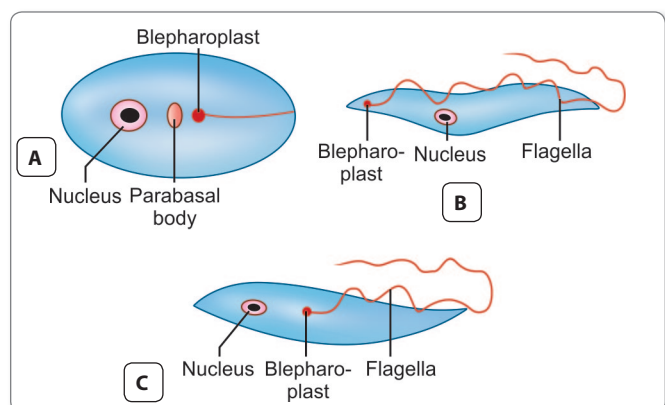 Blepharoplast
A
Nucleus Parabasal
body
Blepharo-
plast
Nucleus
Flagella
B
Nucleus
Blepharo-
plast
Flagella
C